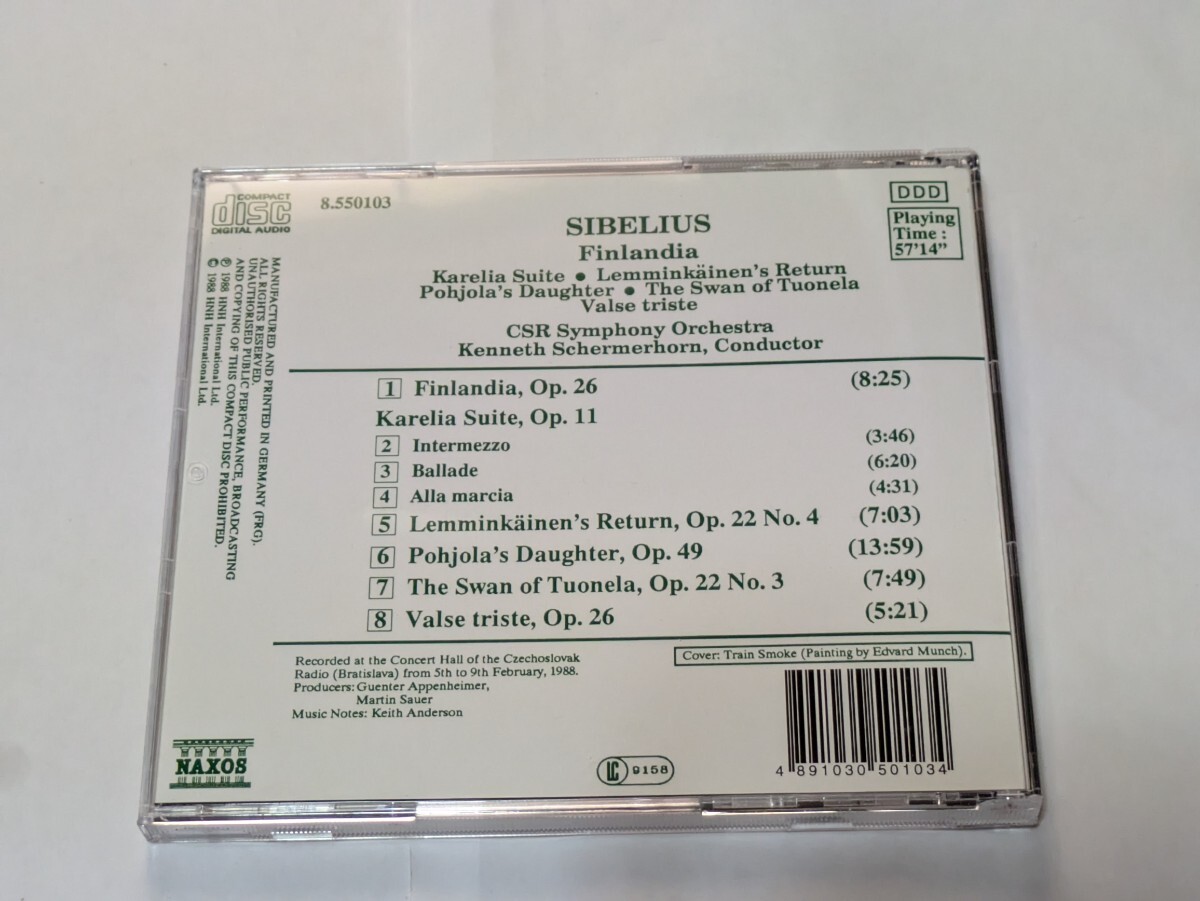 COMPACT
disc
DIGITAL AUDIO
8.550103
DDD
Playing
Time :
57'14"
SIBELIUS
Finlandia
Karelia Suite ● Lemminkäinen's Return
Pohjola's Daughter ● The Swan of Tuonela
Valse triste
CSR Symphony Orchestra
Kenneth Schermerhorn, Conductor
1 Finlandia, Op. 26 (8:25)
Karelia Suite, Op. 11
2 Intermezzo (3:46)
3 Ballade (6:20)
4 Alla marcia (4:31)
5 Lemminkäinen's Return, Op. 22 No. 4 (7:03)
6 Pohjola's Daughter, Op. 49 (13:59)
7 The Swan of Tuonela, Op. 22 No. 3 (7:49)
8 Valse triste, Op. 26 (5:21)
MANUFACTURED AND PRINTED IN GERMANY (FRG).
ALL RIGHTS RESERVED.
UNAUTHORISED PUBLIC PERFORMANCE, BROADCASTING
AND COPYING OF THIS COMPACT DISC PROHIBITED.
℗ 1988 HNH International Ltd.
© 1988 HNH International Ltd.
Recorded at the Concert Hall of the Czechoslovak
Radio (Bratislava) from 5th to 9th February, 1988.
Producers: Guenter Appenheimer,
Martin Sauer
Music Notes: Keith Anderson
Cover: Train Smoke (Painting by Edvard Munch).
NAXOS
LC 9158
4 891030 501034